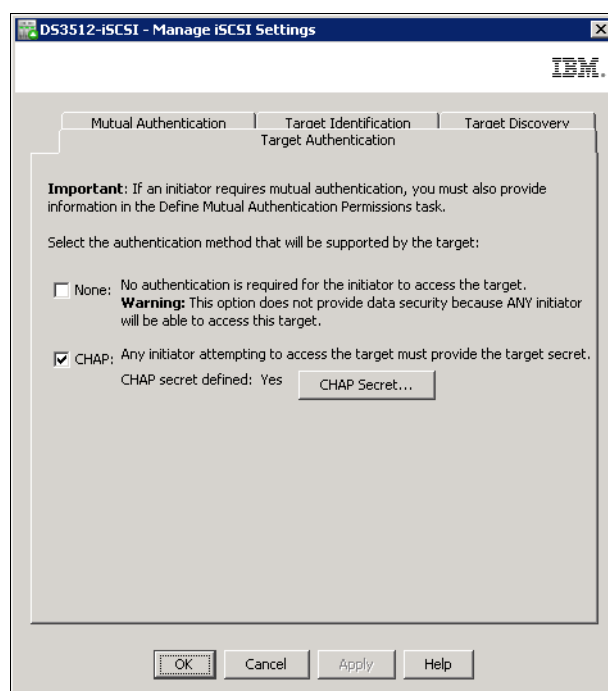 DS3512-iSCSI - Manage iSCSI Settings
IBM.
Mutual Authentication
Target Identification
Target Discovery
Target Authentication
Important: If an initiator requires mutual authentication, you must also provide
information in the Define Mutual Authentication Permissions task.
Select the authentication method that will be supported by the target:
None: No authentication is required for the initiator to access the target.
Warning: This option does not provide data security because ANY initiator
will be able to access this target.
CHAP: Any initiator attempting to access the target must provide the target secret.
CHAP secret defined: Yes CHAP Secret...
OK Cancel Apply Help